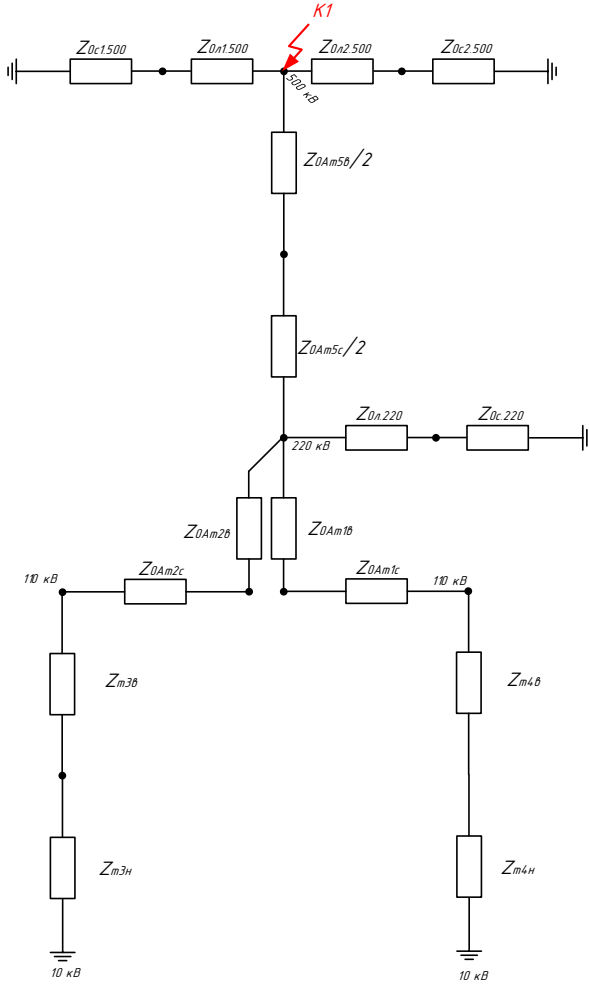 К1
Z0с1.500
Z0л1.500
Z0л2.500
Z0с2.500
500 кВ
Z0Ат5в/2
Z0Ат5с/2
Z0л.220
Z0с.220
220 кВ
Z0Ат2в
Z0Ат1в
110 кВ
Z0Ат2с
Z0Ат1с
110 кВ
Zт3в
Zт4в
Zт3н
Zт4н
10 кВ
10 кВ